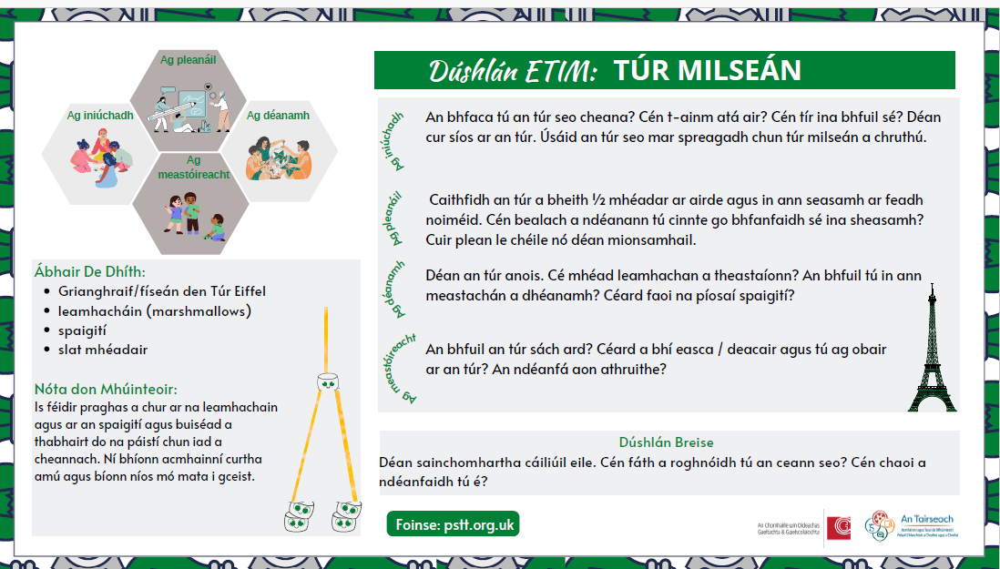 Ag pleanáil
Ag iniúchadh
Ag déanamh
Ag
meastóireacht
Ábhair De Dhíth:
Grianghraif/físeán den Túr Eiffel
leamhacháin (marshmallows)
spaigití
slat mhéadair
Nóta don Mhúinteoir:
Is féidir praghas a chur ar na leamhachain
agus ar an spaigití agus buiséad a
thabhairt do na páistí chun iad a
cheannach. Ní bhíonn acmhainní curtha
amú agus bíonn níos mó mata i gceist.
Dúshlán ETIM: TÚR MILSEÁN
Ag iniúchadh
An bhfaca tú an túr seo cheana? Cén t-ainm atá air? Cén tír ina bhfuil sé? Déan
cur síos ar an túr. Úsáid an túr seo mar spreagadh chun túr milseán a chruthú.
Ag pleanáil
Caithfidh an túr a bheith ½ mhéadar ar airde agus in ann seasamh ar feadh
noiméid. Cén bealach a ndéanann tú cinnte go bhfanfaidh sé ina sheasamh?
Cuir plean le chéile nó déan mionsamhail.
Ag déanamh
Déan an túr anois. Cé mhéad leamhachan a theastaíonn? An bhfuil tú in ann
meastachán a dhéanamh? Céard faoi na píosaí spaigití?
Ag meastóireacht
An bhfuil an túr sách ard? Céard a bhí easca / deacair agus tú ag obair
ar an túr? An ndéanfá aon athruithe?
Dúshlán Breise
Déan sainchomhartha cáiliúil eile. Cén fáth a roghnóidh tú an ceann seo? Cén chaoi a
ndéanfaidh tú é?
Foinse: pstt.org.uk
An Chomhairle um Oideachas
Gaeltachta & Gaelscolaíochta
An Tairseach